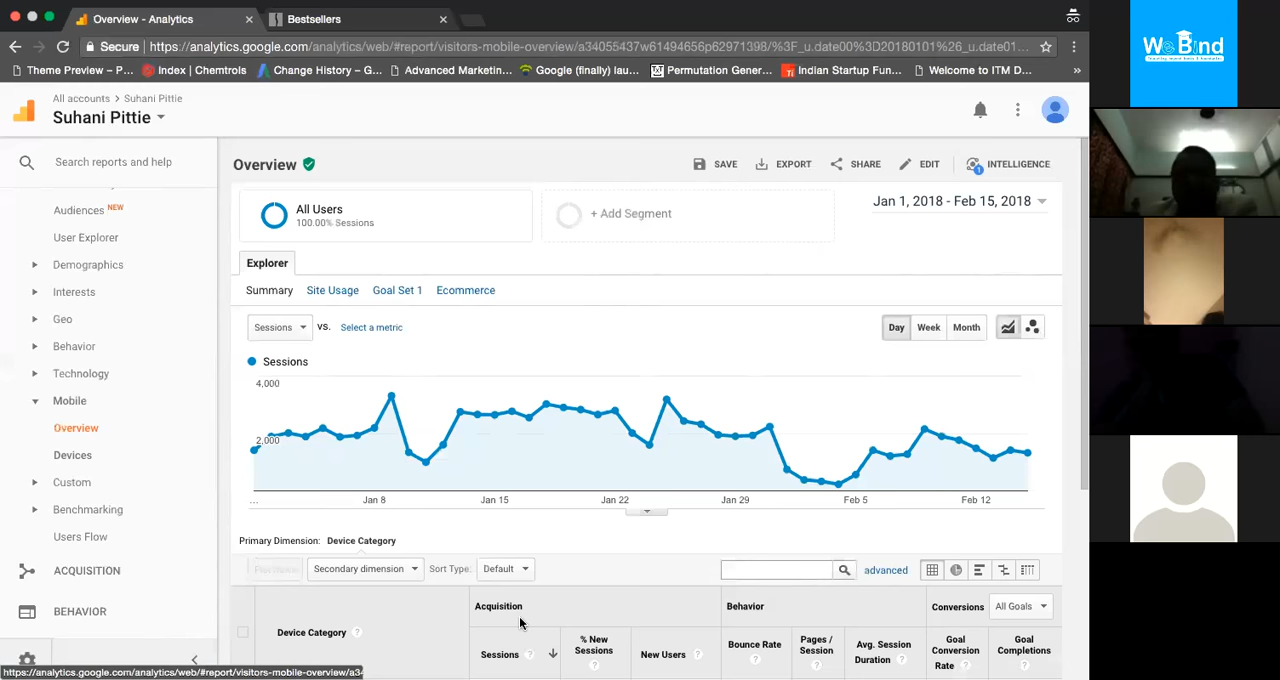 Overview - Analytics
Bestsellers
Secure
https://analytics.google.com/analytics/web/#report/visitors-mobile-overview/a34055437w61494656p62971398/%3F_u.date00%3D20180101%26_u.date01...
Theme Preview – P...
Index | Chemtrols
Change History – G...
Advanced Marketin...
Google (finally) lau...
Permutation Gener...
Indian Startup Fun...
Welcome to ITM D...
»
All accounts > Suhani Pittie
Suhani Pittie
Search reports and help
Audiences NEW
User Explorer
Demographics
Interests
Geo
Behavior
Technology
Mobile
Overview
Devices
Custom
Benchmarking
Users Flow
ACQUISITION
BEHAVIOR
Overview
SAVE
EXPORT
SHARE
EDIT
1
INTELLIGENCE
All Users
100.00% Sessions
+ Add Segment
Jan 1, 2018 - Feb 15, 2018
Explorer
Summary
Site Usage
Goal Set 1
Ecommerce
Sessions
VS.
Select a metric
Day
Week
Month
Sessions
4,000
2,000
...
Jan 8
Jan 15
Jan 22
Jan 29
Feb 5
Feb 12
Primary Dimension:
Device Category
Secondary dimension
Sort Type:
Default
advanced
Device Category ?
Acquisition
Behavior
Conversions
All Goals
Sessions ?
% New
Sessions
?
New Users ?
Bounce Rate
?
Pages /
Session
?
Avg. Session
Duration ?
Goal
Conversion
Rate ?
Goal
Completions
?
https://analytics.google.com/analytics/web/#report/visitors-mobile-overview/a34